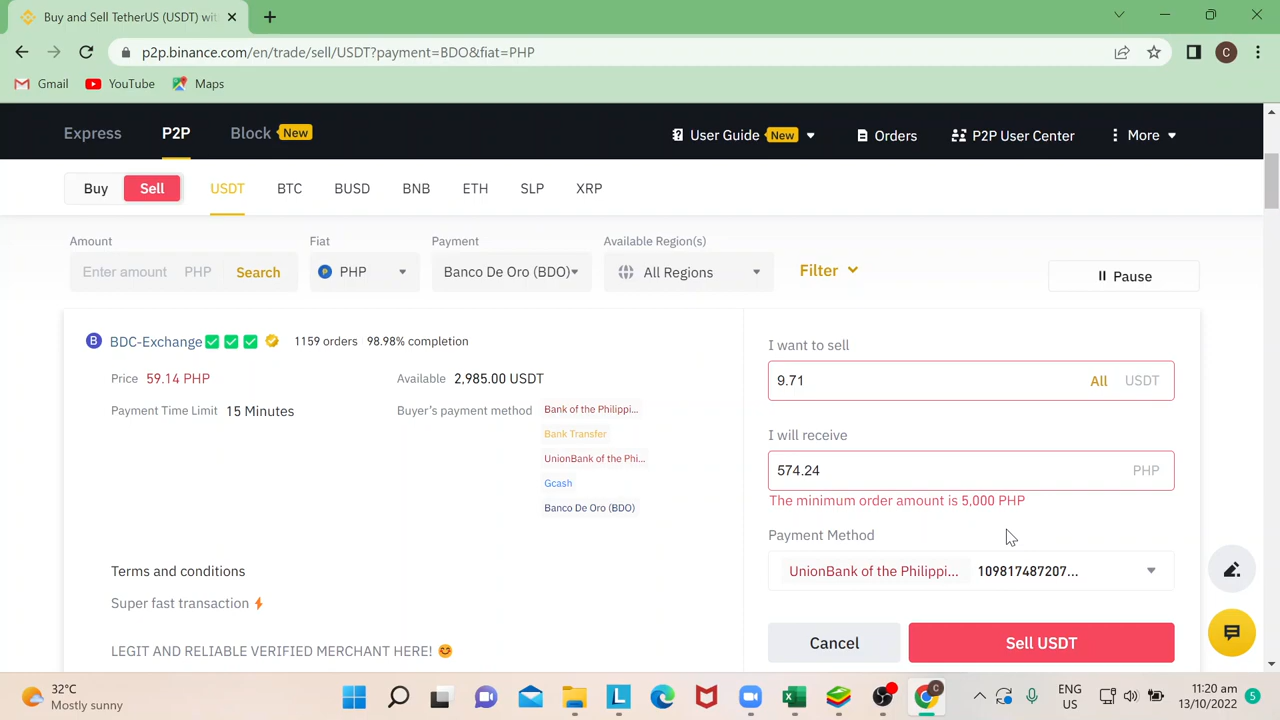 Buy and Sell TetherUS (USDT) wit
p2p.binance.com/en/trade/sell/USDT?payment=BDO&fiat=PHP
C
Gmail
YouTube
Maps
Express
P2P
Block
New
User Guide
New
Orders
P2P User Center
More
Buy
Sell
USDT
BTC
BUSD
BNB
ETH
SLP
XRP
Amount
Fiat
Payment
Available Region(s)
Enter amount
PHP
Search
P
PHP
Banco De Oro (BDO)
All Regions
Filter
Pause
B
BDC-Exchange
1159 orders
98.98% completion
Price
59.14 PHP
Available
2,985.00 USDT
Payment Time Limit
15 Minutes
Buyer's payment method
Bank of the Philippi...
Bank Transfer
UnionBank of the Phi...
Gcash
Banco De Oro (BDO)
Terms and conditions
Super fast transaction
LEGIT AND RELIABLE VERIFIED MERCHANT HERE!
I want to sell
9.71
All
USDT
I will receive
574.24
PHP
The minimum order amount is 5,000 PHP
Payment Method
UnionBank of the Philippi...
109817487207...
Cancel
Sell USDT
32°C
Mostly sunny
L
C
ENG
US
11:20 am
13/10/2022
5